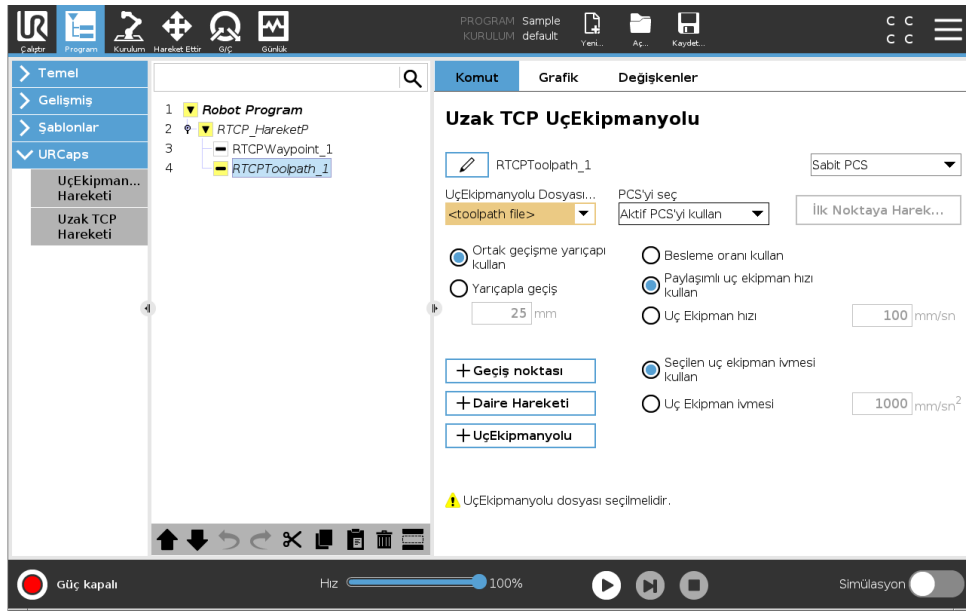 PROGRAM Sample
KURULUM default
UR
Çalıştır
Program
Kurulum
Hareket Ettir
G/Ç
Günlük
Yeni...
Aç...
Kaydet...
C C
C C
Temel
Gelişmiş
Şablonlar
URCaps
UçEkipman...
Hareketi
Uzak TCP
Hareketi
1 Robot Program
2 RTCP_HareketP
3 RTCPWaypoint_1
4 RTCPToolpath_1
Komut
Grafik
Değişkenler
Uzak TCP UçEkipmanyolu
RTCPToolpath_1
Sabit PCS
UçEkipmanyolu Dosyası...
PCS'yi seç
<toolpath file>
Aktif PCS'yi kullan
İlk Noktaya Harek...
Ortak geçişme yarıçapı
kullan
Yarıçapla geçiş
25 mm
Besleme oranı kullan
Paylaşımlı uç ekipman hızı
kullan
Uç Ekipman hızı
100 mm/sn
Geçiş noktası
Daire Hareketi
UçEkipmanyolu
Seçilen uç ekipman ivmesi
kullan
Uç Ekipman ivmesi
1000 mm/sn2
UçEkipmanyolu dosyası seçilmelidir.
Güç kapalı
Hız
100%
Simülasyon